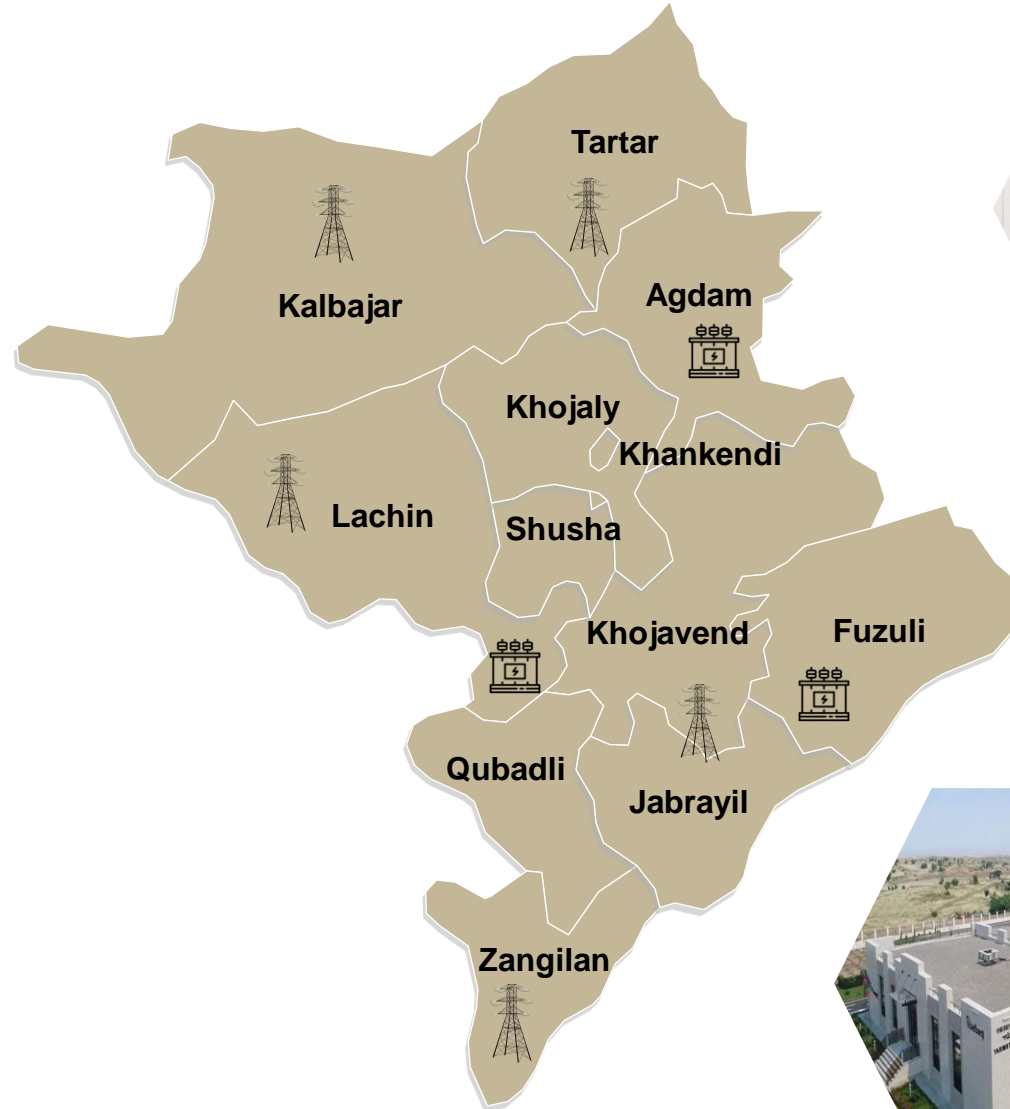 Tartar
Kalbajar
Agdam
Khojaly
Khankendi
Lachin
Shusha
Khojavend
Fuzuli
Qubadli
Jabrayil
Zangilan